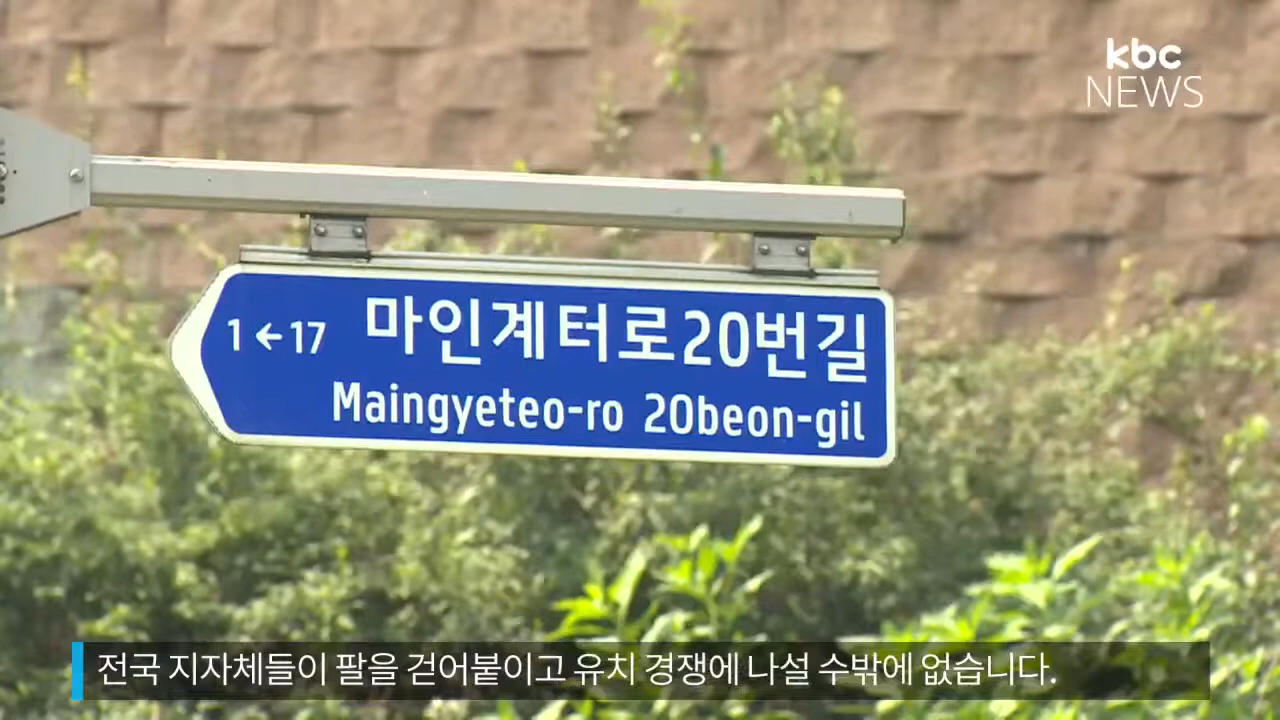 kbc
NEWS
1←17 마인계터로20번길
Maingyeteo-ro 20beon-gil
전국 지자체들이 팔을 걷어붙이고 유치 경쟁에 나설 수밖에 없습니다.